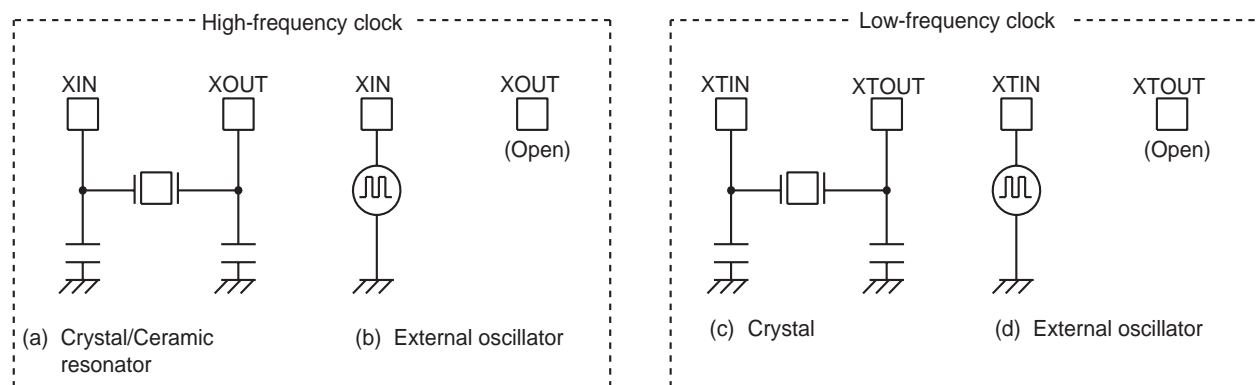 High-frequency clock
XIN
XOUT
XIN
XOUT
(Open)
(a) Crystal/Ceramic
resonator
(b) External oscillator
Low-frequency clock
XTIN
XTOUT
XTIN
XTOUT
(Open)
(c) Crystal
(d) External oscillator